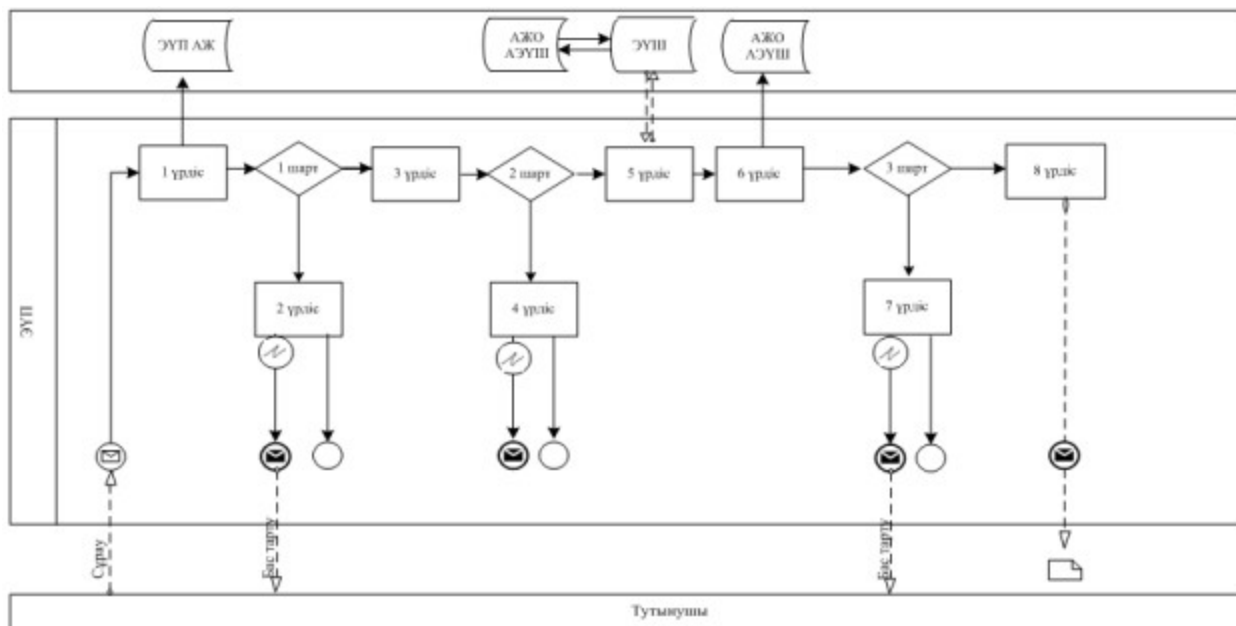 ЭҮП АЖ
АЖО
АЭҮШ
ЭҮШ
АЖО
АЭҮШ
1 үрдіс
1 шарт
3 үрдіс
2 шарт
5 үрдіс
6 үрдіс
3 шарт
8 үрдіс
2 үрдіс
4 үрдіс
7 үрдіс
ЭҮП
Сұрау
Бас тарту
Бас тарту
Тутынушы